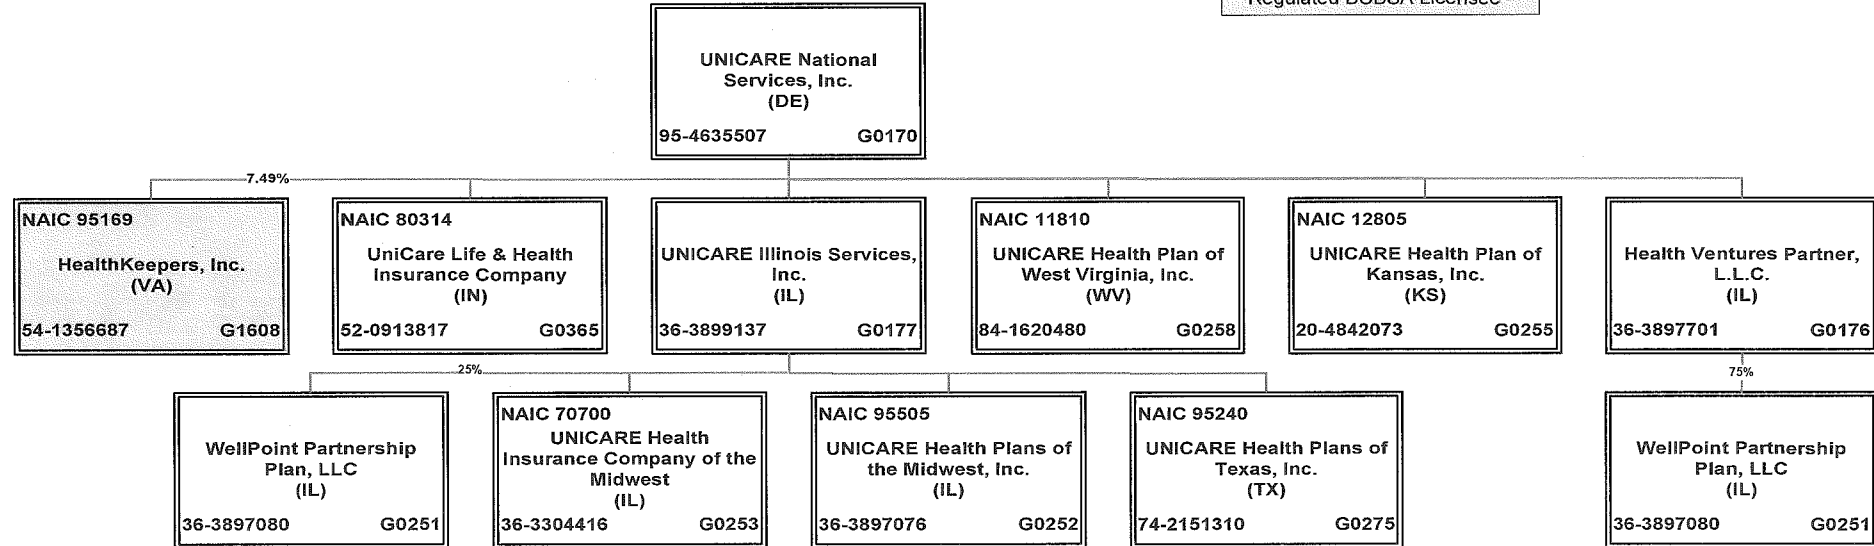 Regulated BCBSA Licensee
UNICARE National
Services, Inc.
(DE)
95-4635507 G0170
7.49%
NAIC 95169
HealthKeepers, Inc.
(VA)
54-1356687 G1608
NAIC 80314
UniCare Life & Health
Insurance Company
(IN)
52-0913817 G0365
UNICARE Illinois Services,
Inc.
(IL)
36-3899137 G0177
NAIC 11810
UNICARE Health Plan of
West Virginia, Inc.
(WV)
84-1620480 G0258
NAIC 12805
UNICARE Health Plan of
Kansas, Inc.
(KS)
20-4842073 G0255
Health Ventures Partner,
L.L.C.
(IL)
36-3897701 G0176
25%
75%
WellPoint Partnership
Plan, LLC
(IL)
36-3897080 G0251
NAIC 70700
UNICARE Health
Insurance Company of the
Midwest
(IL)
36-3304416 G0253
NAIC 95505
UNICARE Health Plans of
the Midwest, Inc.
(IL)
36-3897076 G0252
NAIC 95240
UNICARE Health Plans of
Texas, Inc.
(TX)
74-2151310 G0275
WellPoint Partnership
Plan, LLC
(IL)
36-3897080 G0251